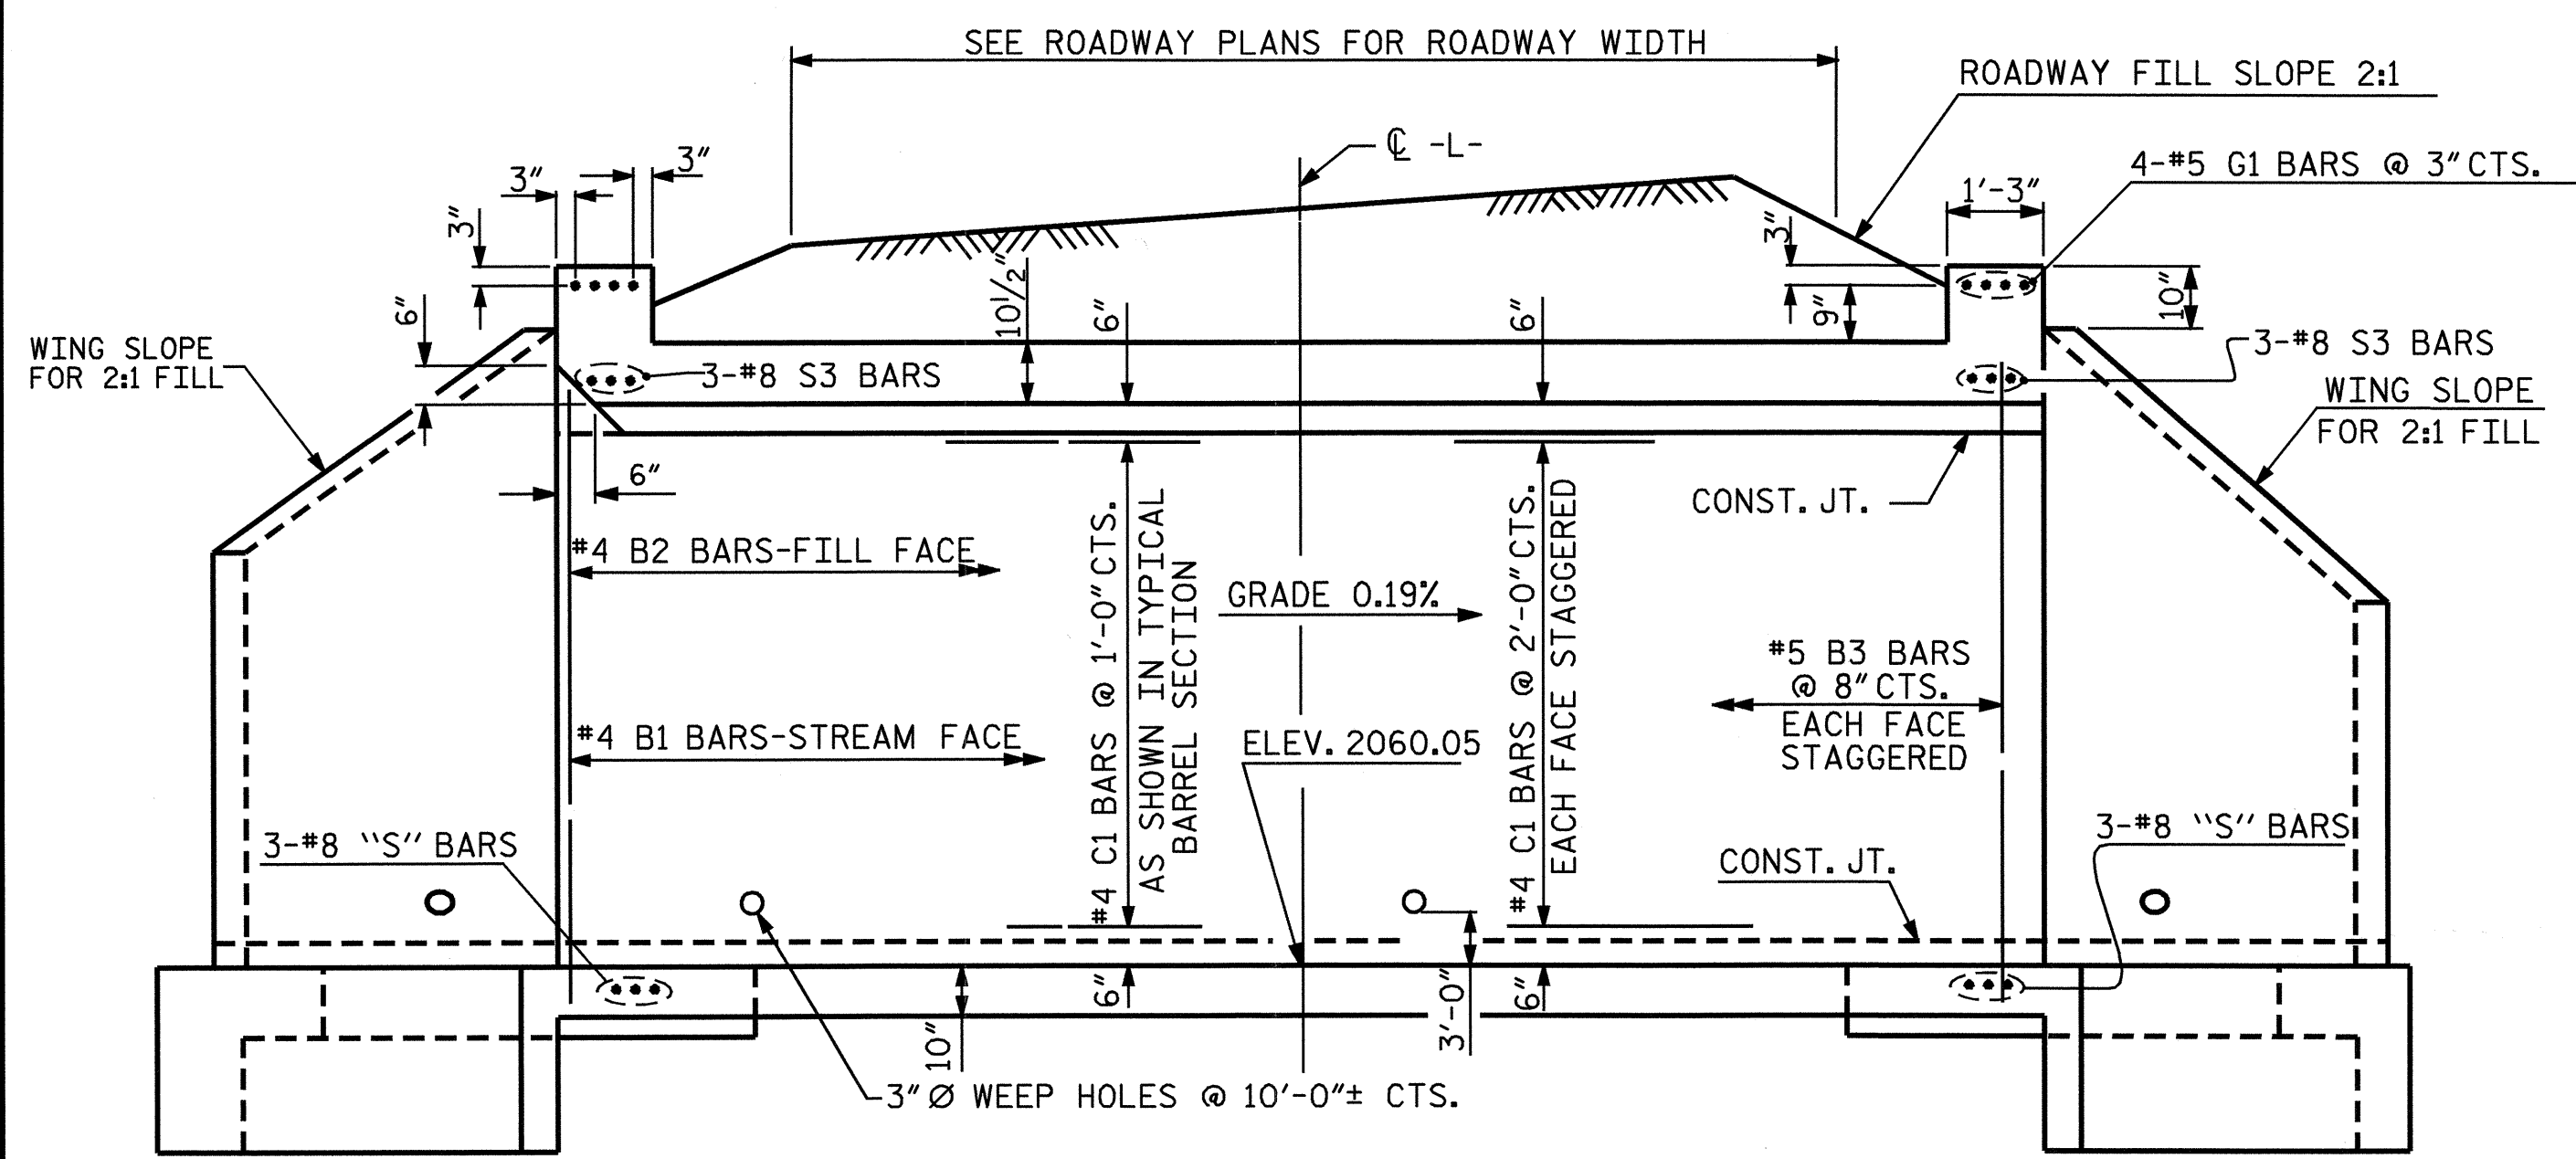 SEE ROADWAY PLANS FOR ROADWAY WIDTH
ROADWAY FILL SLOPE 2:1
℄ -L-
4-#5 G1 BARS @ 3" CTS.
3"
3"
3"
6"
1'-3"
3"
9"
10"
10½"
6"
6"
WING SLOPE
FOR 2:1 FILL
3-#8 S3 BARS
3-#8 S3 BARS
WING SLOPE
FOR 2:1 FILL
6"
CONST. JT.
#4 B2 BARS-FILL FACE
#4 C1 BARS @ 1'-0" CTS.
AS SHOWN IN TYPICAL
BARREL SECTION
GRADE 0.19%
#4 C1 BARS @ 2'-0" CTS.
EACH FACE STAGGERED
#5 B3 BARS
@ 8" CTS.
EACH FACE
STAGGERED
#4 B1 BARS-STREAM FACE
ELEV. 2060.05
3-#8 "S" BARS
CONST. JT.
3-#8 "S" BARS
10"
6"
3'-0"
6"
3" Ø WEEP HOLES @ 10'-0"± CTS.